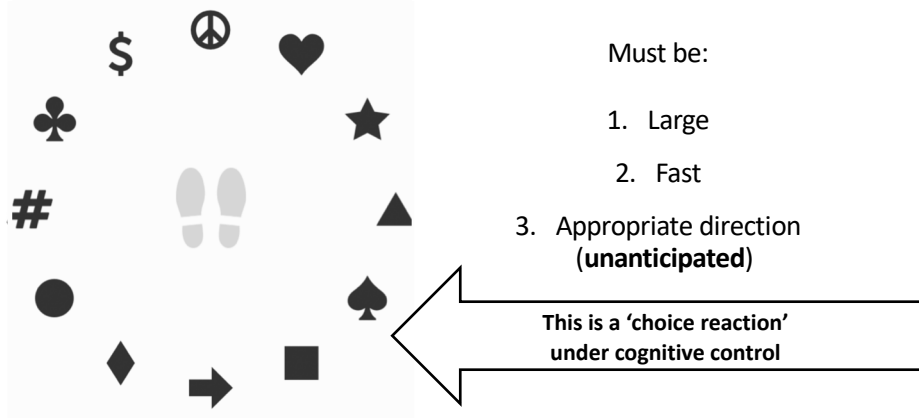 $
#
Must be:
1. Large
2. Fast
3. Appropriate direction
(unanticipated)
This is a ‘choice reaction’
under cognitive control